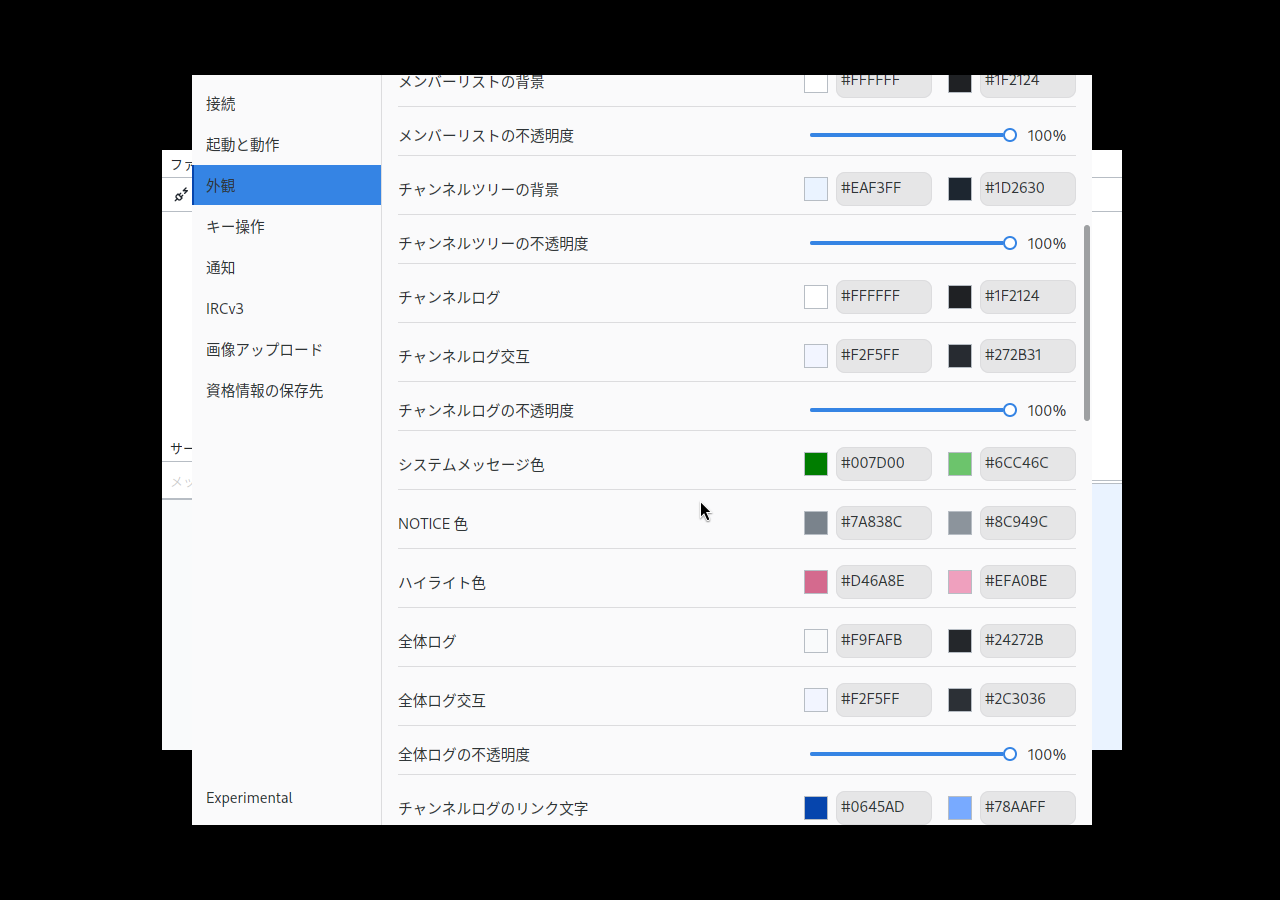 接続
起動と動作
外観
キー操作
通知
IRCv3
画像アップロード
資格情報の保存先
Experimental
ファ
サー
メッ
メンバーリストの背景 #FFFFFF #1F2124
メンバーリストの不透明度 100%
チャンネルツリーの背景 #EAF3FF #1D2630
チャンネルツリーの不透明度 100%
チャンネルログ #FFFFFF #1F2124
チャンネルログ交互 #F2F5FF #272B31
チャンネルログの不透明度 100%
システムメッセージ色 #007D00 #6CC46C
NOTICE 色 #7A838C #8C949C
ハイライト色 #D46A8E #EFA0BE
全体ログ #F9FAFB #24272B
全体ログ交互 #F2F5FF #2C3036
全体ログの不透明度 100%
チャンネルログのリンク文字 #0645AD #78AAFF